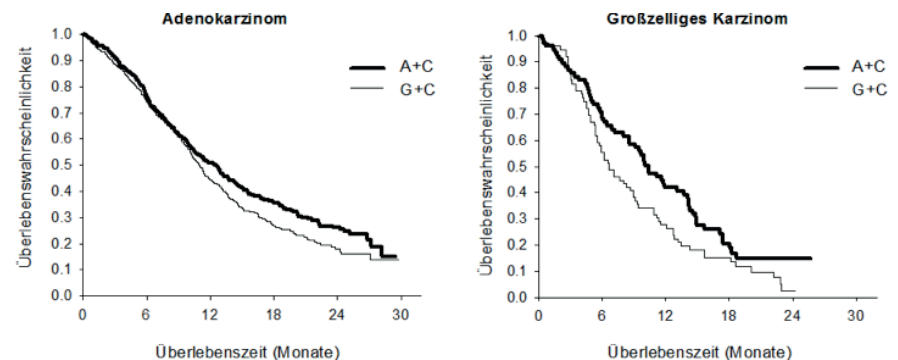 Adenokarzinom
Überlebenswahrscheinlichkeit
1.0
0.9
0.8
0.7
0.6
0.5
0.4
0.3
0.2
0.1
0.0
A+C
G+C
0 6 12 18 24 30
Überlebenszeit (Monate)
Großzelliges Karzinom
Überlebenswahrscheinlichkeit
1.0
0.9
0.8
0.7
0.6
0.5
0.4
0.3
0.2
0.1
0.0
A+C
G+C
0 6 12 18 24 30
Überlebenszeit (Monate)